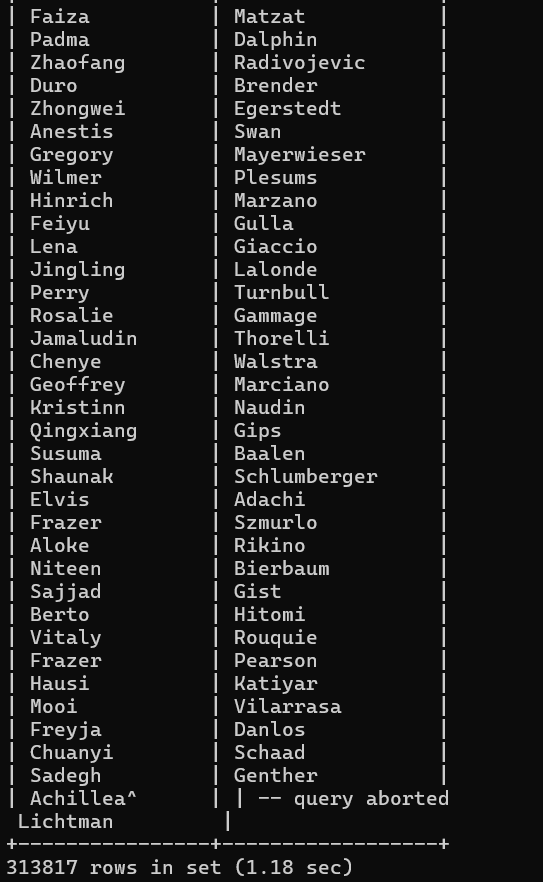 | Faiza          | Matzat           |
| Padma          | Dalphin          |
| Zhaofang       | Radivojevic      |
| Duro           | Brender          |
| Zhongwei       | Egerstedt        |
| Anestis        | Swan             |
| Gregory        | Mayerwieser      |
| Wilmer         | Plesums          |
| Hinrich        | Marzano          |
| Feiyu          | Gulla            |
| Lena           | Giaccio          |
| Jingling       | Lalonde          |
| Perry          | Turnbull         |
| Rosalie        | Gammage          |
| Jamaludin      | Thorelli         |
| Chenye         | Walstra          |
| Geoffrey       | Marciano         |
| Kristinn       | Naudin           |
| Qingxiang      | Gips             |
| Susuma         | Baalen           |
| Shaunak        | Schlumberger     |
| Elvis          | Adachi           |
| Frazer         | Szmurlo          |
| Aloke          | Rikino           |
| Niteen         | Bierbaum         |
| Sajjad         | Gist             |
| Berto          | Hitomi           |
| Vitaly         | Rouquie          |
| Frazer         | Pearson          |
| Hausi          | Katiyar          |
| Mooi           | Vilarrasa        |
| Freyja         | Danlos           |
| Chuanyi        | Schaad           |
| Sadegh         | Genther          |
| Achillea^      | | -- query aborted
 Lichtman         |
+----------------+------------------+
313817 rows in set (1.18 sec)